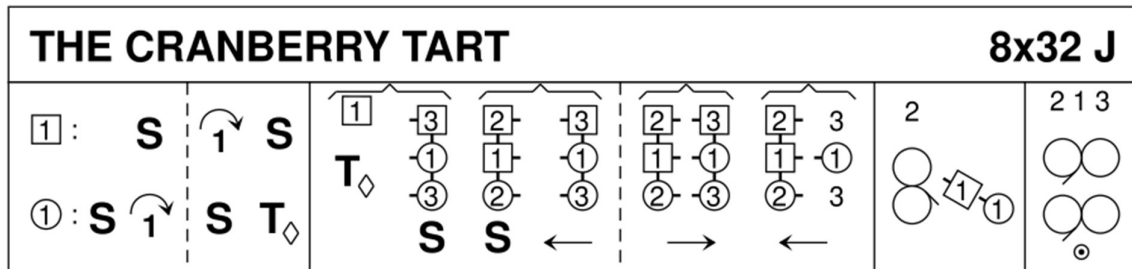 THE CRANBERRY TART 8x32 J
1 : S 1 S
1 : S 1 S T
1 3 2 3 2 3 2 3 2 2 1 3
T 1 1 1 1 1 1 1 1 1
3 2 3 2 3 2 3
S S